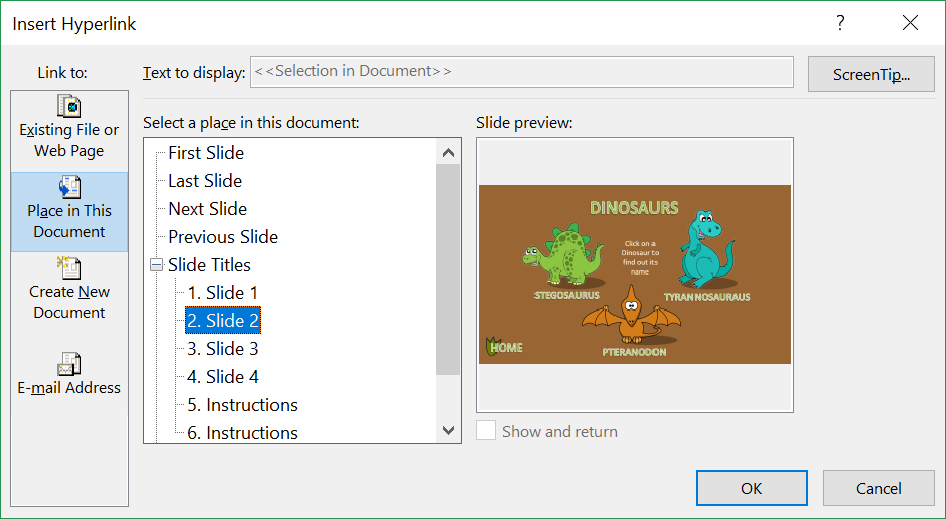 Insert Hyperlink
?
Link to:
Text to display:
<<Selection in Document>>
ScreenTip...
Existing File or
Web Page
Place in This
Document
Create New
Document
E-mail Address
Select a place in this document:
First Slide
Last Slide
Next Slide
Previous Slide
Slide Titles
1. Slide 1
2. Slide 2
3. Slide 3
4. Slide 4
5. Instructions
6. Instructions
Slide preview:
DINOSAURS
Click on a
Dinosaur to
find out its
name
STEGOSAURUS
TYRANNOSAURAUS
PTERANODON
HOME
Show and return
OK
Cancel